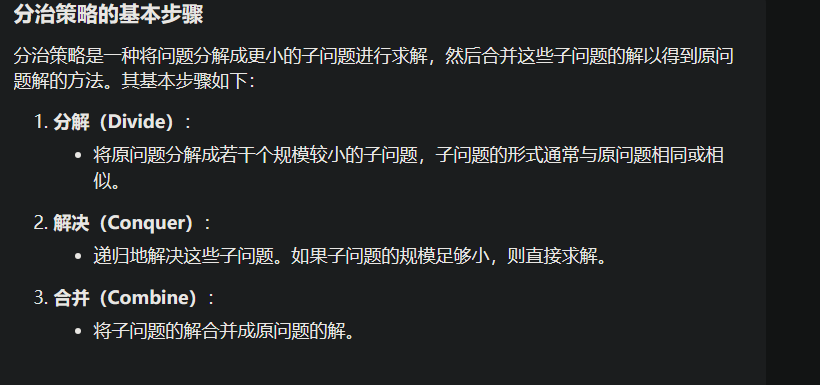 分治策略的基本步骤
分治策略是一种将问题分解成更小的子问题进行求解，然后合并这些子问题的解以得到原问
题解的方法。其基本步骤如下：
1. 分解（Divide）：
• 将原问题分解成若干个规模较小的子问题，子问题的形式通常与原问题相同或相
似。
2. 解决（Conquer）：
• 递归地解决这些子问题。如果子问题的规模足够小，则直接求解。
3. 合并（Combine）：
• 将子问题的解合并成原问题的解。